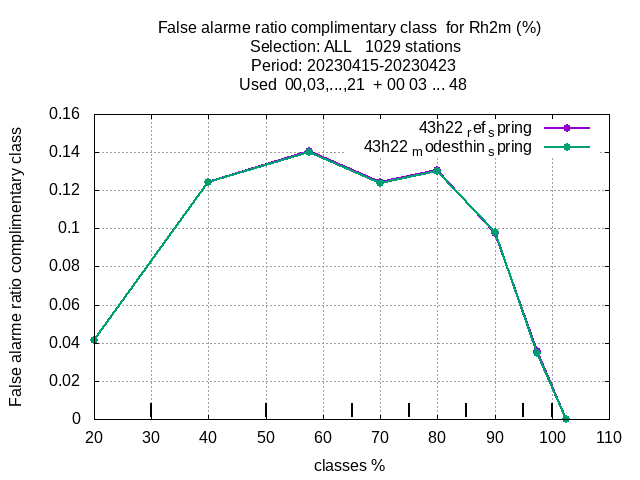 False alarme ratio complimentary class  for Rh2m (%)
Selection: ALL   1029 stations
Period: 20230415-20230423
Used  00,03,...,21  + 00 03 ... 48
False alarme ratio complimentary class
0.16
0.14
0.12
0.1
0.08
0.06
0.04
0.02
0
43h22 ref spring
43h22 modesthin spring
20 30 40 50 60 70 80 90 100 110
classes %